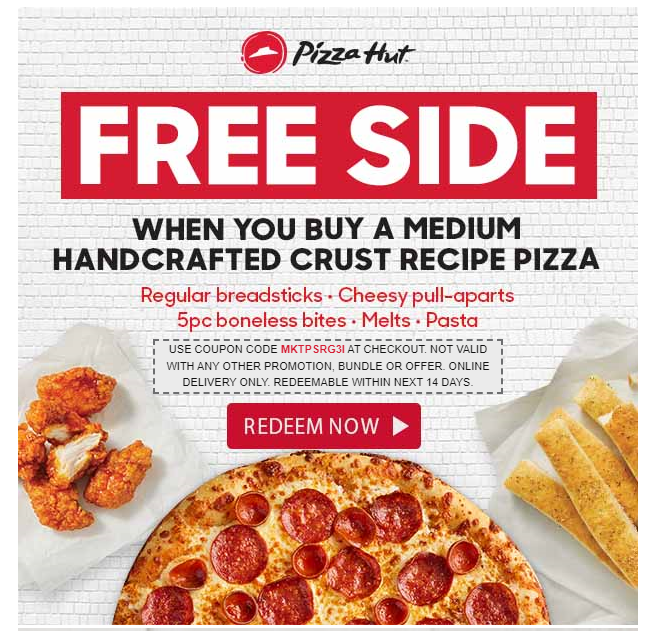 Pizza Hut
FREE SIDE
WHEN YOU BUY A MEDIUM
HANDCRAFTED CRUST RECIPE PIZZA
Regular breadsticks • Cheesy pull-aparts
5pc boneless bites • Melts • Pasta
USE COUPON CODE MKTPSRG3I AT CHECKOUT. NOT VALID
WITH ANY OTHER PROMOTION, BUNDLE OR OFFER. ONLINE
DELIVERY ONLY. REDEEMABLE WITHIN NEXT 14 DAYS.
REDEEM NOW